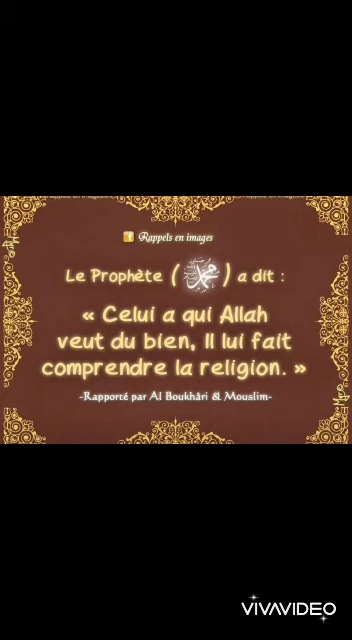 Rappels en images
Le Prophète (ﷴ) a dit :
« Celui a qui Allah
veut du bien, Il lui fait
comprendre la religion. »
-Rapporté par Al Boukhâri & Mouslim-
VIVAVIDEO